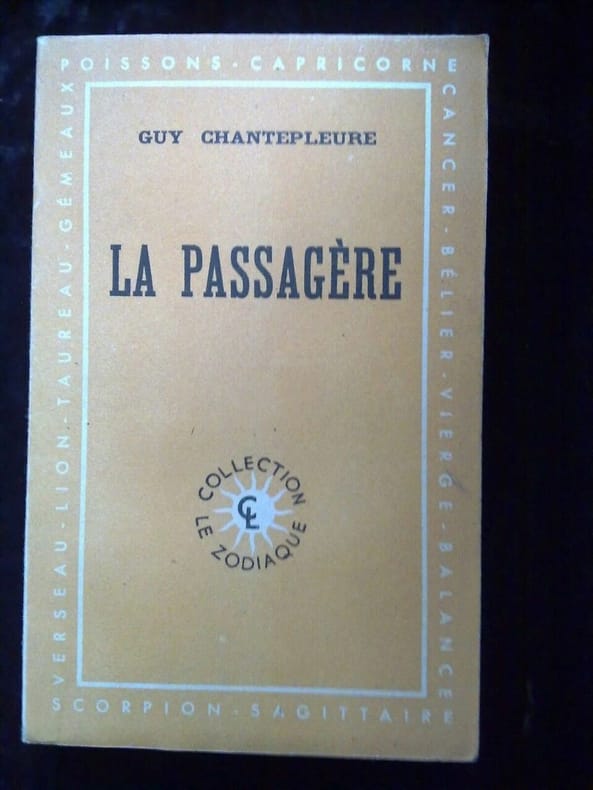 POISSONS - CAPRICORNE
CANCER - BÉLIER - VIERGE - BALANCE
VERSEAU - LION - TAUREAU - GÉMEAUX
GUY CHANTEPLEURE
LA PASSAGÈRE
COLLECTION
CL
LE ZODIAQUE
SCORPION - SAGITTAIRE